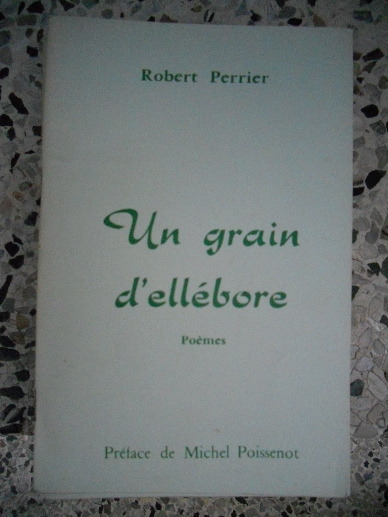 Robert Perrier
Un grain
d'ellébore
Poèmes
Préface de Michel Poissenot